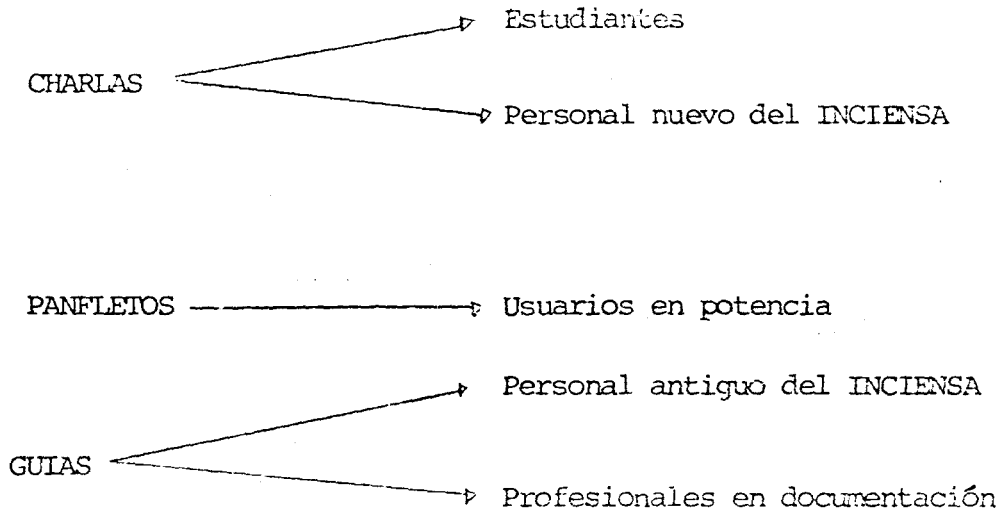 Estudiantes
CHARLAS
Personal nuevo del INCIENSA
PANFLETOS
Usuarios en potencia
Personal antiguo del INCIENSA
GUIAS
Profesionales en documentación